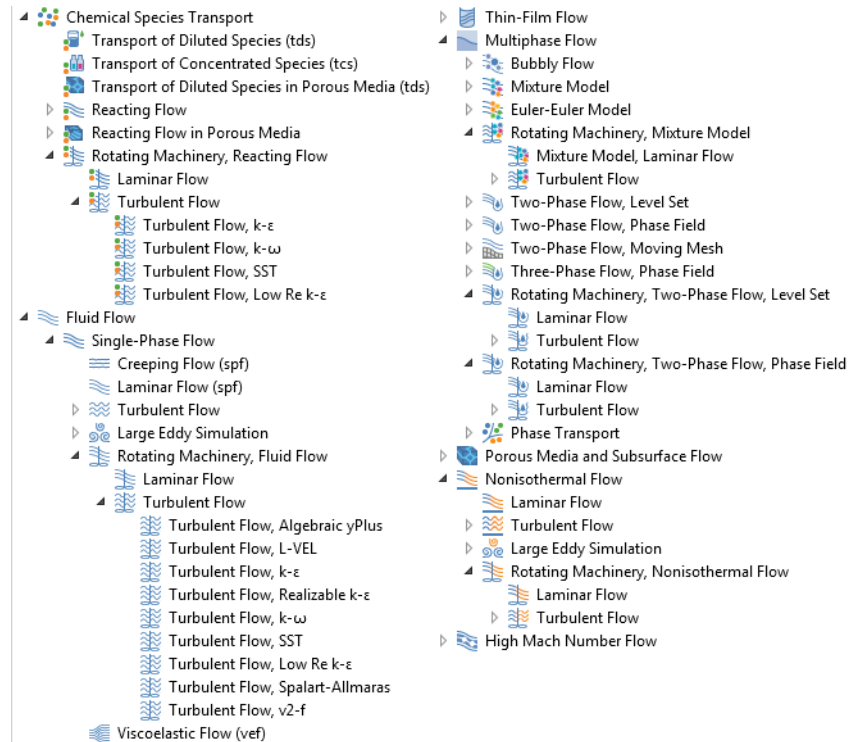 Chemical Species Transport
Transport of Diluted Species (tds)
Transport of Concentrated Species (tcs)
Transport of Diluted Species in Porous Media (tds)
Reacting Flow
Reacting Flow in Porous Media
Rotating Machinery, Reacting Flow
Laminar Flow
Turbulent Flow
Turbulent Flow, k-ε
Turbulent Flow, k-ω
Turbulent Flow, SST
Turbulent Flow, Low Re k-ε
Fluid Flow
Single-Phase Flow
Creeping Flow (spf)
Laminar Flow (spf)
Turbulent Flow
Large Eddy Simulation
Rotating Machinery, Fluid Flow
Laminar Flow
Turbulent Flow
Turbulent Flow, Algebraic yPlus
Turbulent Flow, L-VEL
Turbulent Flow, k-ε
Turbulent Flow, Realizable k-ε
Turbulent Flow, k-ω
Turbulent Flow, SST
Turbulent Flow, Low Re k-ε
Turbulent Flow, Spalart-Allmaras
Turbulent Flow, v2-f
Viscoelastic Flow (vef)
Thin-Film Flow
Multiphase Flow
Bubbly Flow
Mixture Model
Euler-Euler Model
Rotating Machinery, Mixture Model
Mixture Model, Laminar Flow
Turbulent Flow
Two-Phase Flow, Level Set
Two-Phase Flow, Phase Field
Two-Phase Flow, Moving Mesh
Three-Phase Flow, Phase Field
Rotating Machinery, Two-Phase Flow, Level Set
Laminar Flow
Turbulent Flow
Rotating Machinery, Two-Phase Flow, Phase Field
Laminar Flow
Turbulent Flow
Phase Transport
Porous Media and Subsurface Flow
Nonisothermal Flow
Laminar Flow
Turbulent Flow
Large Eddy Simulation
Rotating Machinery, Nonisothermal Flow
Laminar Flow
Turbulent Flow
High Mach Number Flow